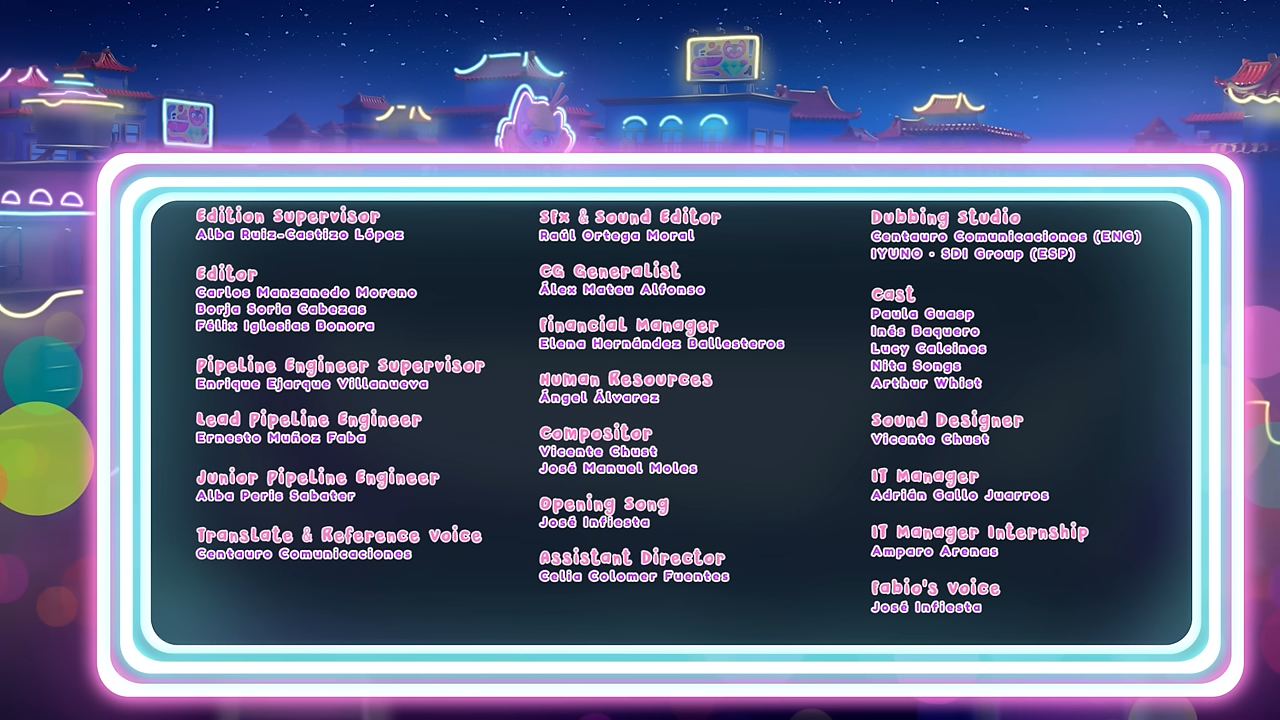 Edition Supervisor
Alba Ruiz-Castizo López
Editor
Carlos Manzanedo Moreno
Borja Soria Cabezas
Félix Iglesias Bonora
Pipeline Engineer Supervisor
Enrique Ejarque Villanueva
Lead Pipeline Engineer
Ernesto Muñoz Faba
Junior Pipeline Engineer
Alba Peris Sabater
Translate & Reference Voice
Centauro Comunicaciones
Sfx & Sound Editor
Raúl Ortega Moral
CG Generalist
Álex Mateu Alfonso
Financial Manager
Elena Hernández Ballesteros
Human Resources
Ángel Álvarez
Compositor
Vicente Chust
José Manuel Moles
Opening Song
José Infiesta
Assistant Director
Celia Colomer Fuentes
Dubbing Studio
Centauro Comunicaciones (ENG)
IYUNO · SDI Group (ESP)
Cast
Paula Guasp
Inés Baquero
Lucy Calcines
Nita Songs
Arthur Whist
Sound Designer
Vicente Chust
IT Manager
Adrián Gallo Juarros
IT Manager Internship
Amparo Arenas
Fabio's Voice
José Infiesta